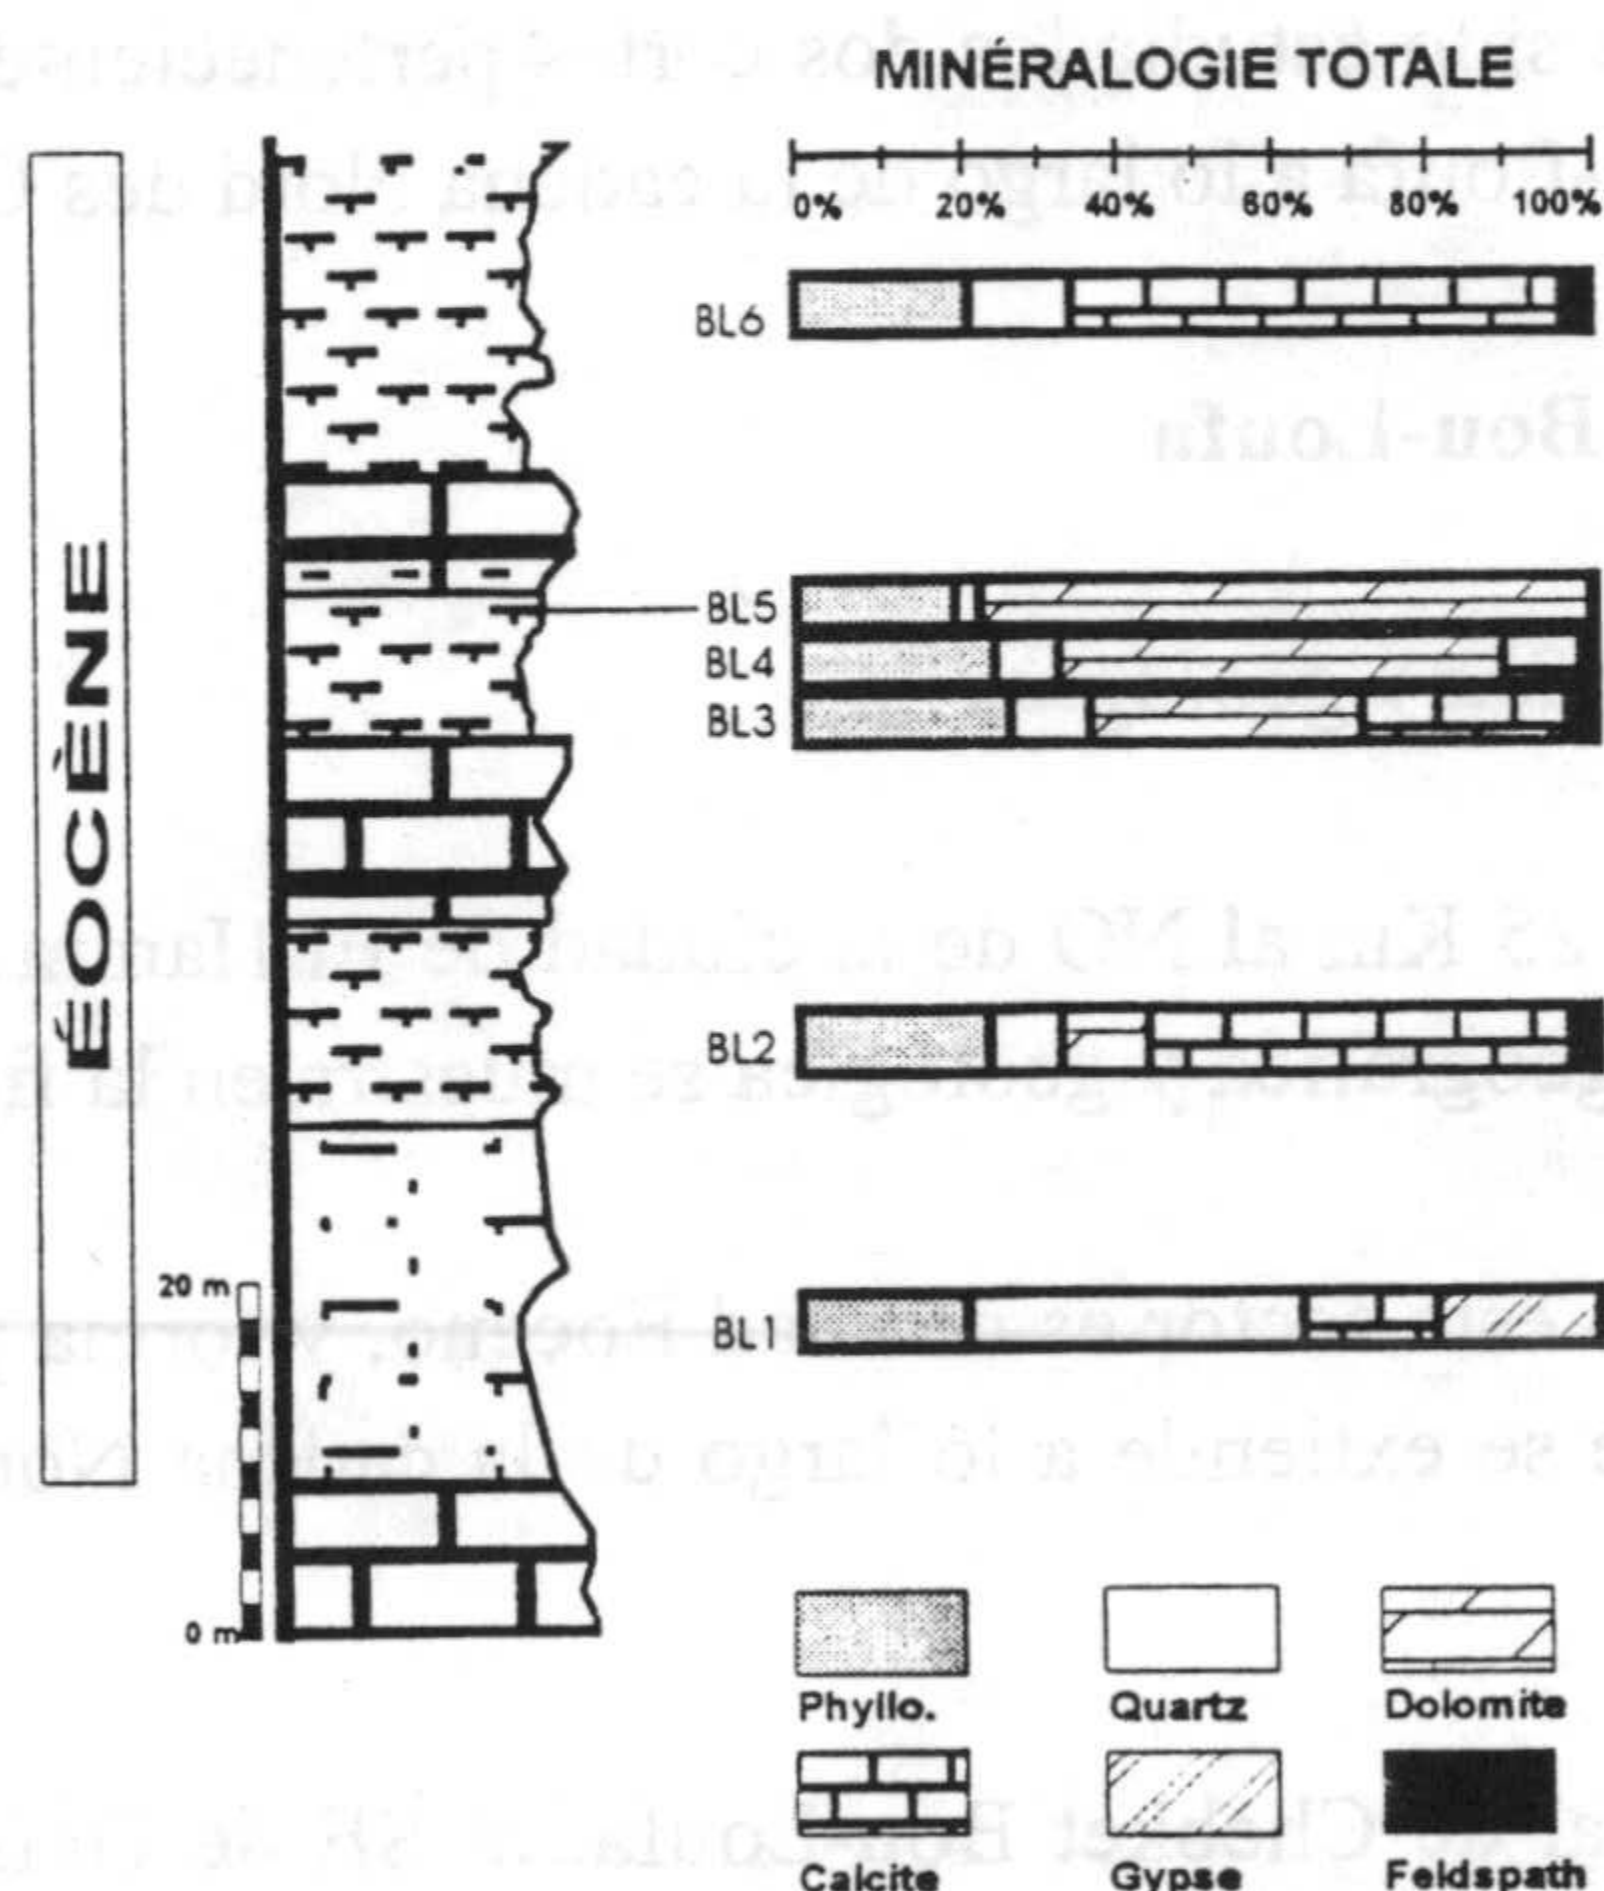 MINÉRALOGIE TOTALE
0% 20% 40% 60% 80% 100%
BL6
BL5
BL4
BL3
BL2
BL1
ÉOCÈNE
20 m
0 m
Phyllo. Quartz Dolomite
Calcite Gypse Feldspath